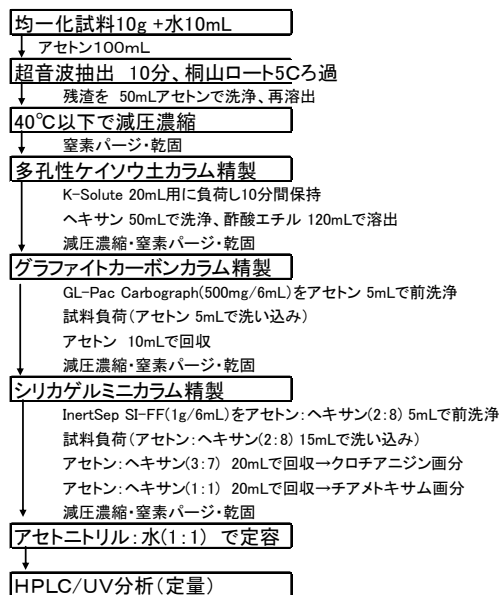 均一化試料10g +水10mL
アセトン100mL
超音波抽出 10分、桐山ロート5Cろ過
残渣を 50mLアセトンで洗浄、再溶出
40℃以下で減圧濃縮
窒素パージ・乾固
多孔性ケイソウ土カラム精製
K-Solute 20mL用に負荷し10分間保持
ヘキサン 50mLで洗浄、酢酸エチル 120mLで溶出
減圧濃縮・窒素パージ・乾固
グラファイトカーボンカラム精製
GL-Pac Carbograph(500mg/6mL)をアセトン 5mLで前洗浄
試料負荷(アセトン 5mLで洗い込み)
アセトン 10mLで回収
減圧濃縮・窒素パージ・乾固
シリカゲルミニカラム精製
InertSep SI-FF(1g/6mL)をアセトン:ヘキサン(2:8) 5mLで前洗浄
試料負荷(アセトン:ヘキサン(2:8) 15mLで洗い込み)
アセトン:ヘキサン(3:7) 20mLで回収→クロチアニジン画分
アセトン:ヘキサン(1:1) 20mLで回収→チアメトキサム画分
減圧濃縮・窒素パージ・乾固
アセトニトリル:水(1:1) で定容
HPLC/UV分析(定量)